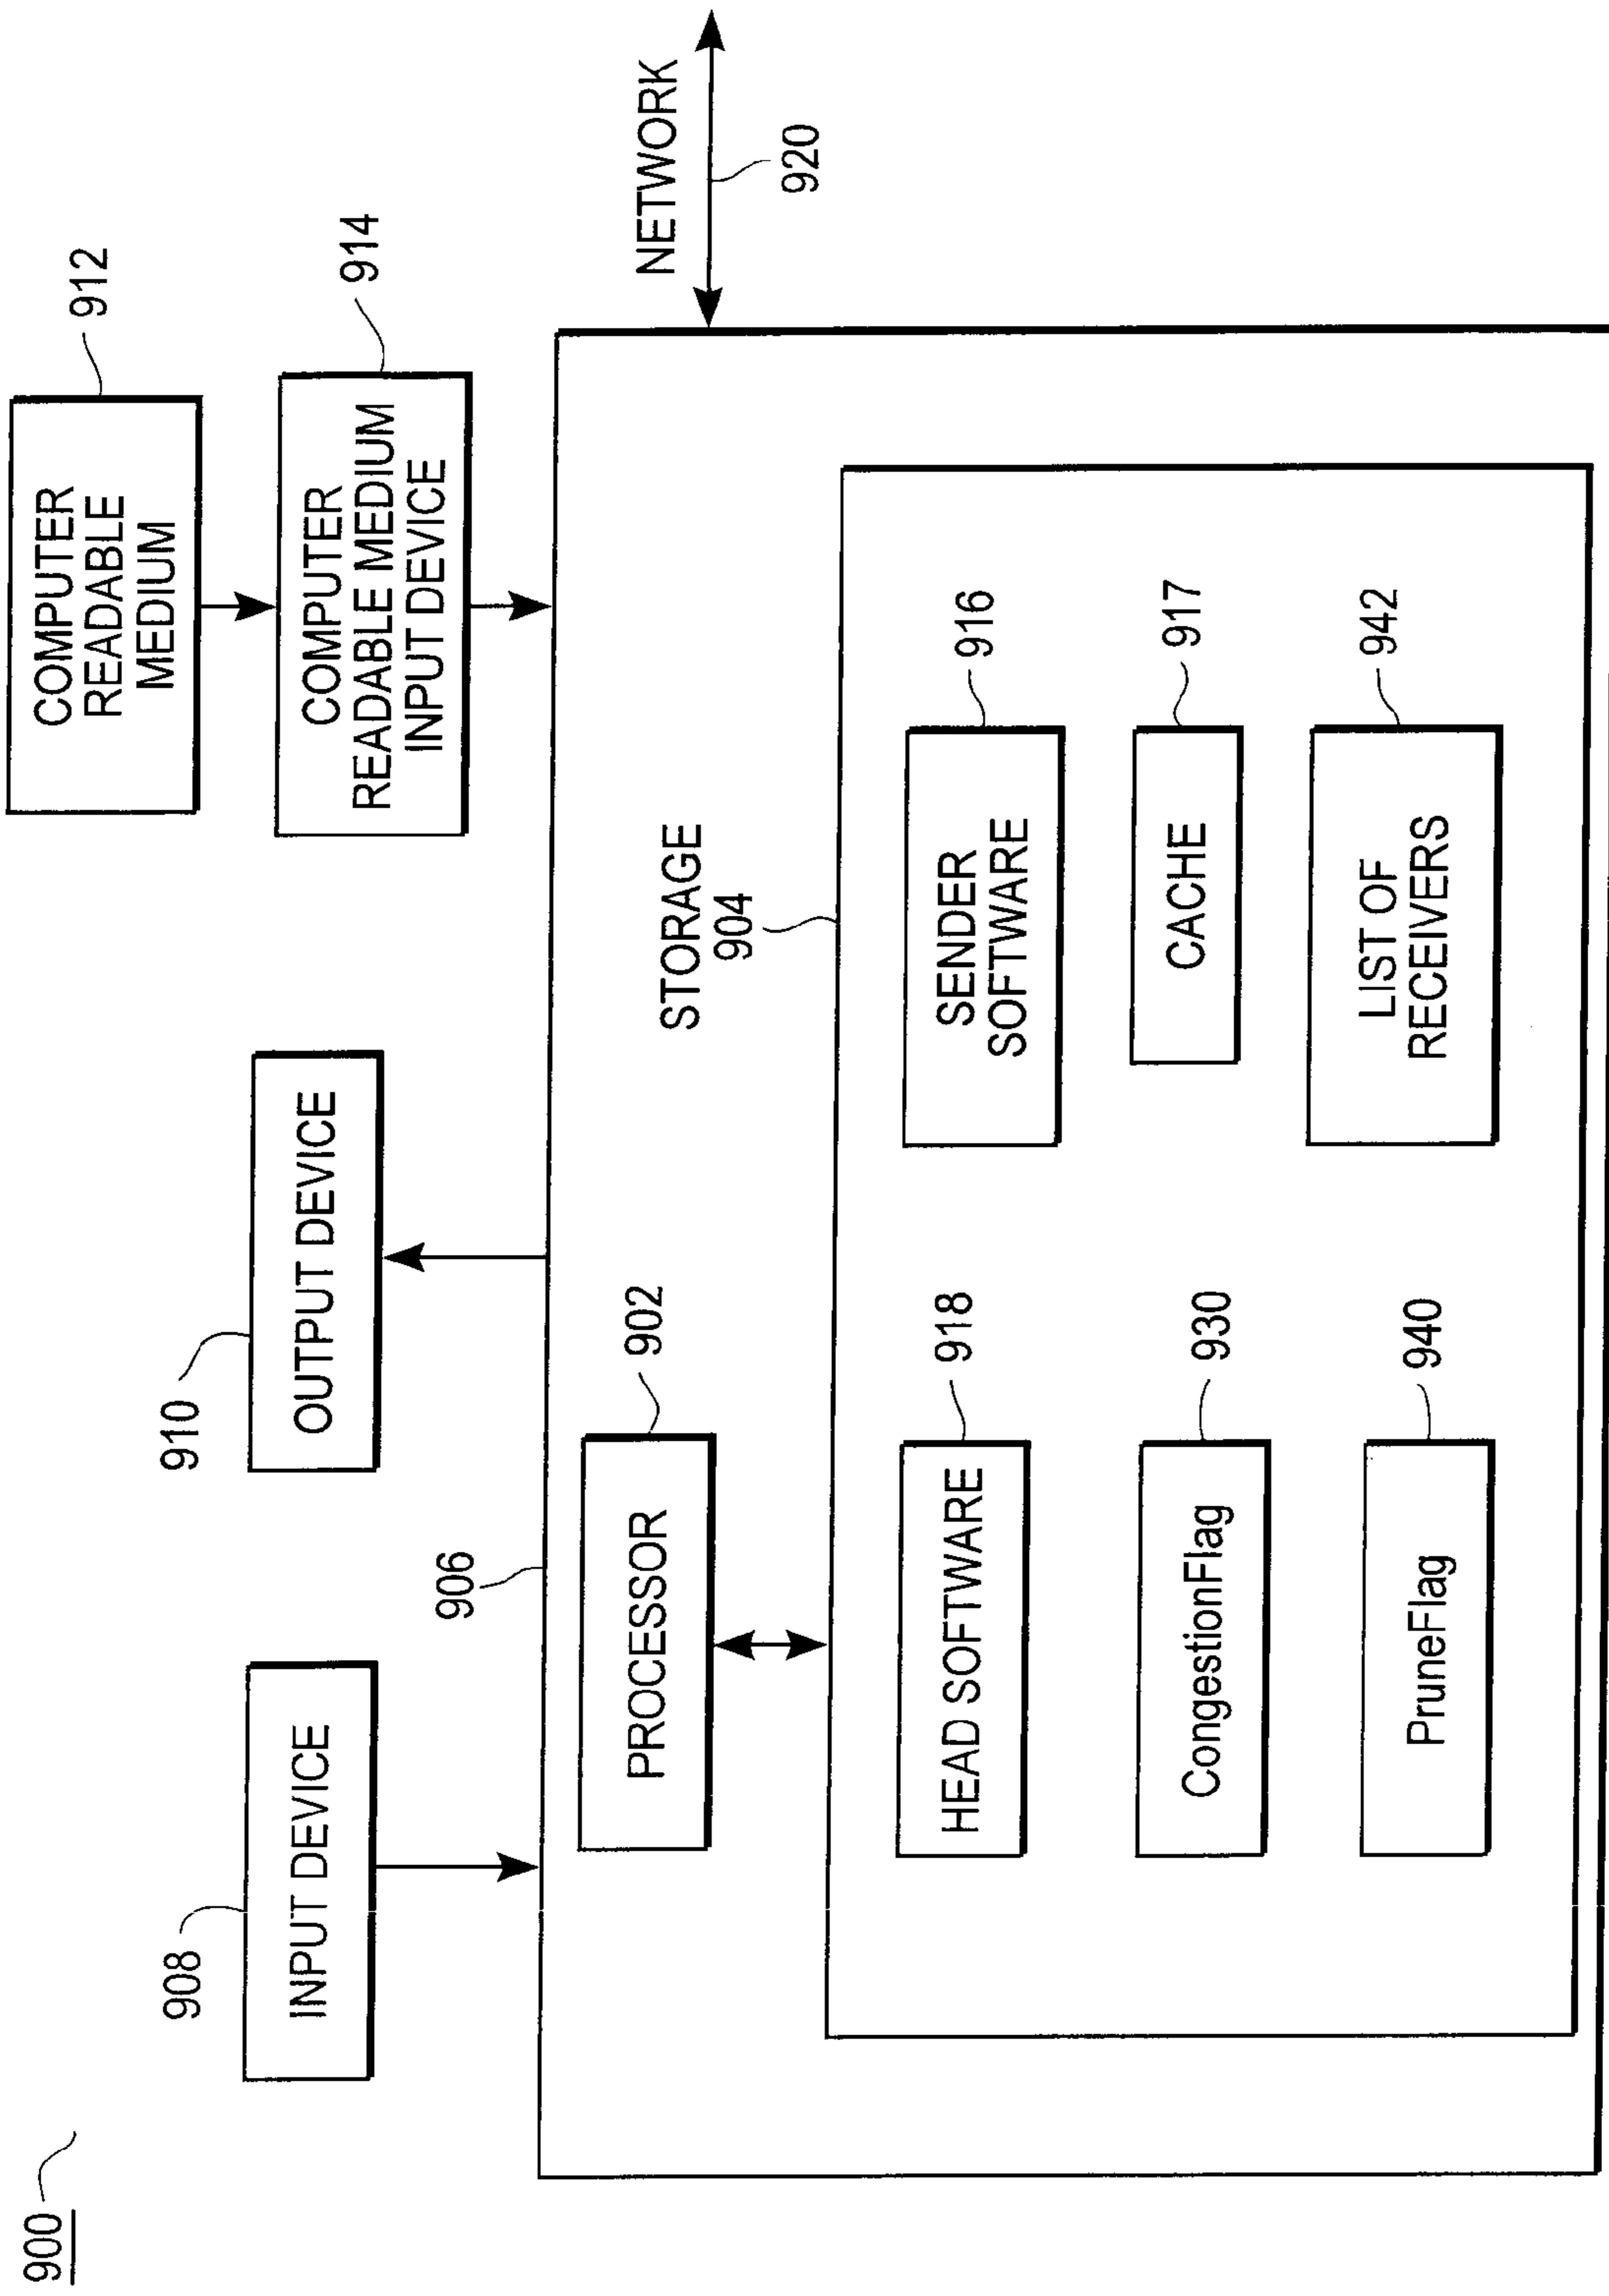 900
908
INPUT DEVICE
910
OUTPUT DEVICE
COMPUTER
READABLE
MEDIUM
912
COMPUTER
READABLE MEDIUM
INPUT DEVICE
914
906
PROCESSOR
902
STORAGE
904
NETWORK
920
HEAD SOFTWARE
918
SENDER
SOFTWARE
916
CongestionFlag
930
CACHE
917
PruneFlag
940
LIST OF
RECEIVERS
942